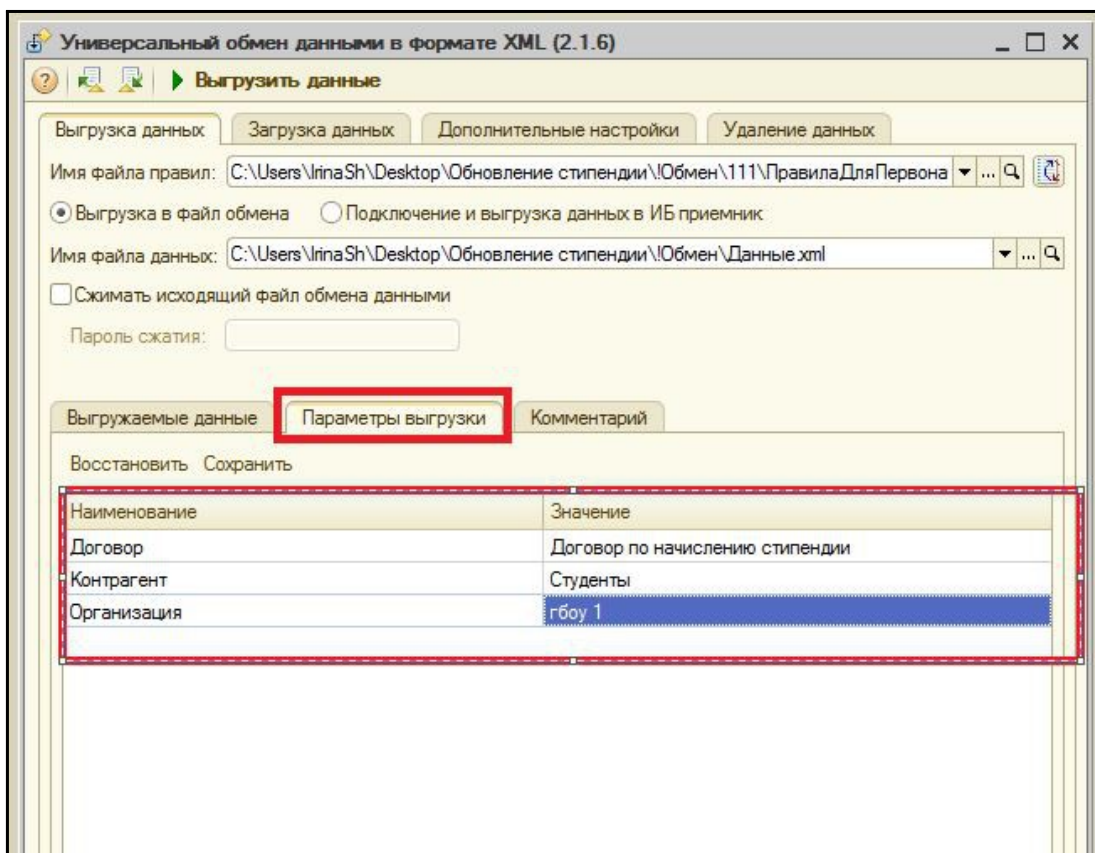 Универсальный обмен данными в формате XML (2.1.6)
Выгрузить данные
Выгрузка данных Загрузка данных Дополнительные настройки Удаление данных
Имя файла правил: C:\Users\IrinaSh\Desktop\Обновление стипендии\!Обмен\111\ПравилаДляПервона ...
Выгрузка в файл обмена Подключение и выгрузка данных в ИБ приемник
Имя файла данных: C:\Users\IrinaSh\Desktop\Обновление стипендии\!Обмен\Данные.xml ...
Сжимать исходящий файл обмена данными
Пароль сжатия:
Выгружаемые данные Параметры выгрузки Комментарий
Восстановить Сохранить
Наименование Значение
Договор Договор по начислению стипендии
Контрагент Студенты
Организация гбоу 1